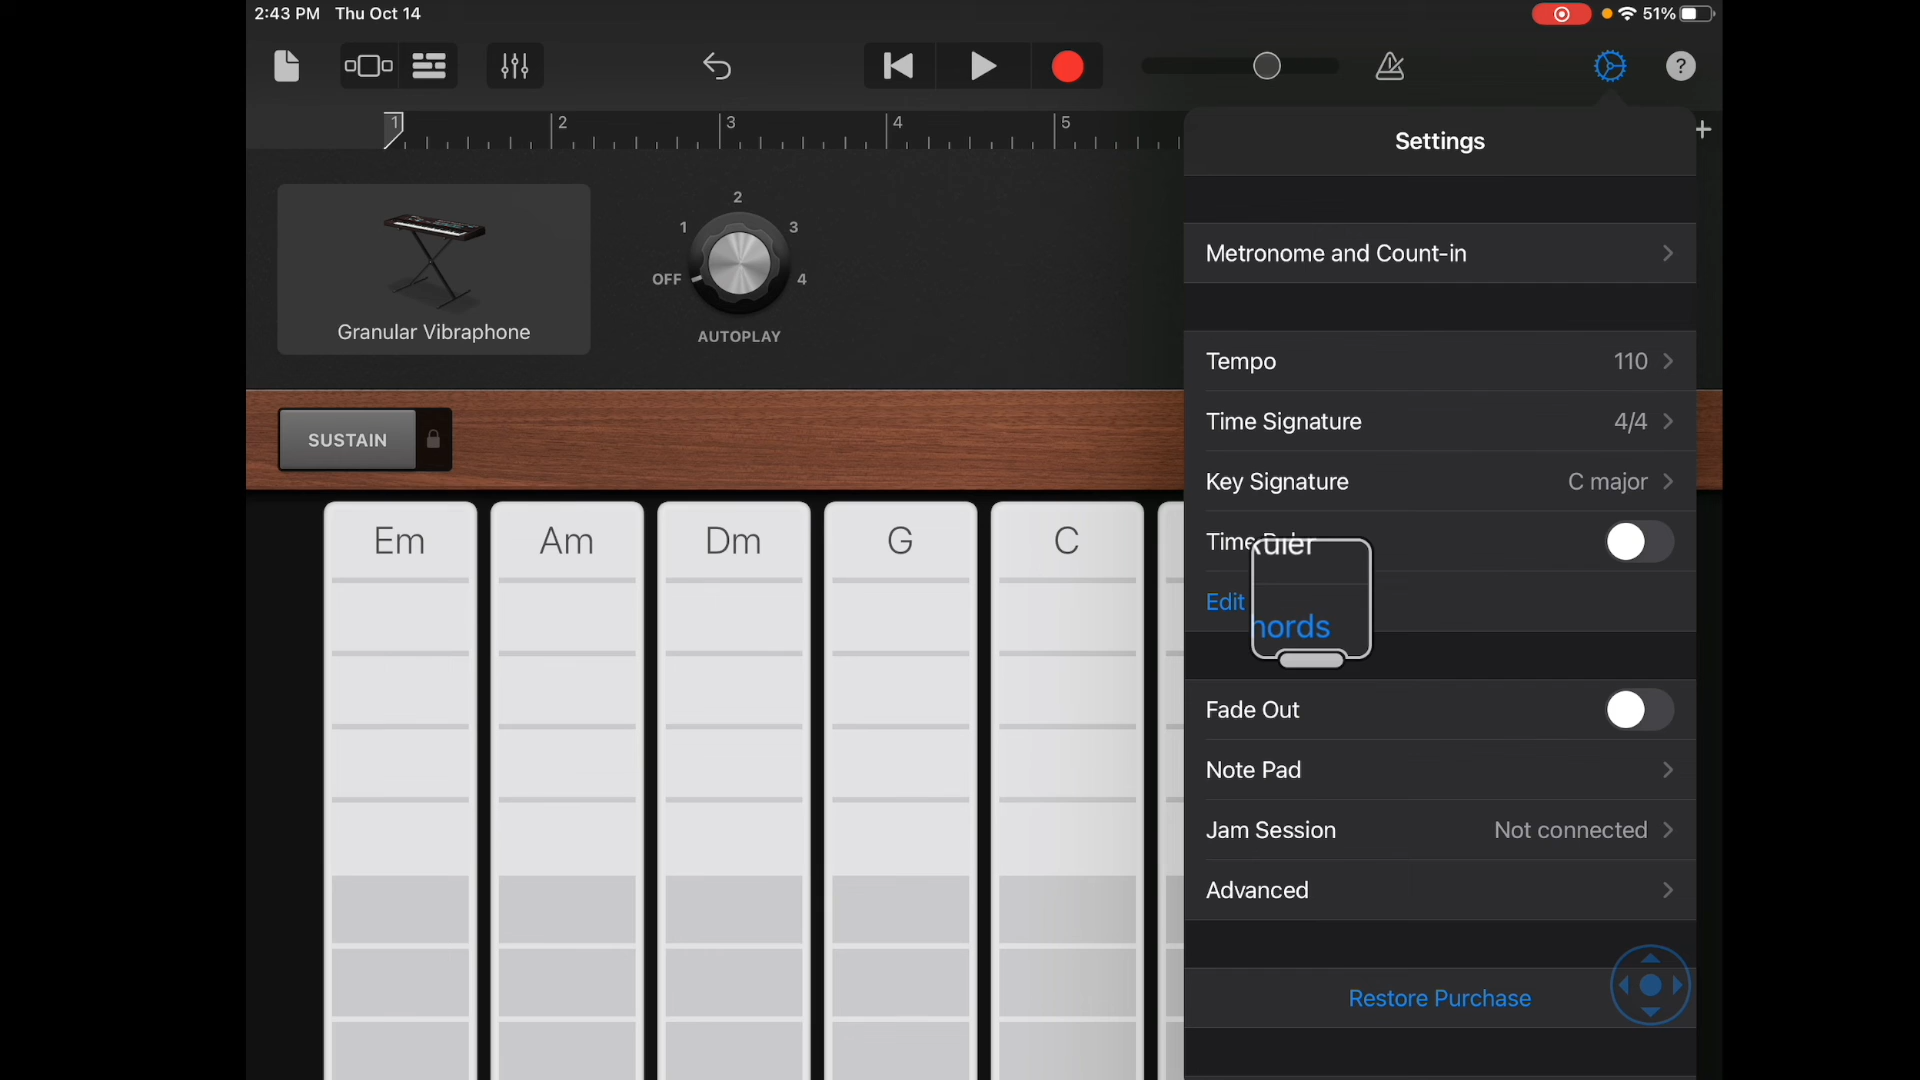 2:43 PM Thu Oct 14 51%
?
1 2 3 4 5
Settings
Metronome and Count-in
Tempo 110
Time Signature 4/4
Key Signature C major
Time Ruler
Edit hords
Fade Out
Note Pad
Jam Session Not connected
Advanced
Restore Purchase
Granular Vibraphone
OFF 1 2 3 4
AUTOPLAY
SUSTAIN
Em Am Dm G C